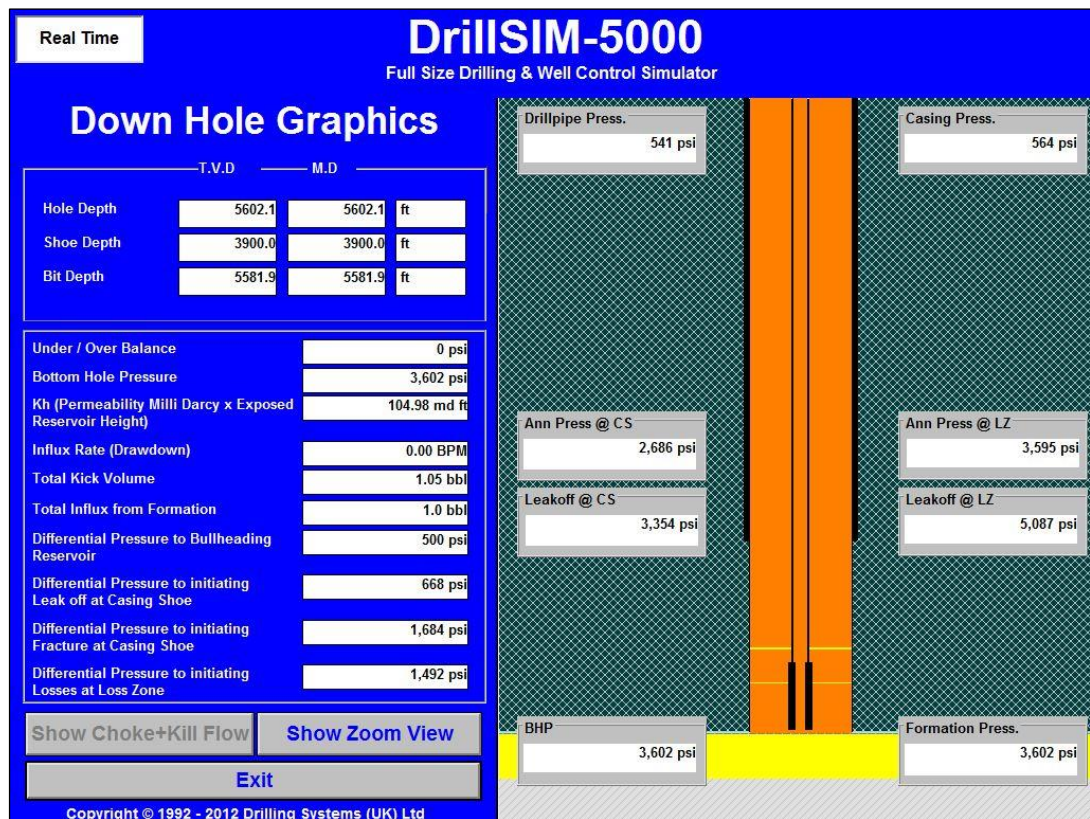 Real Time
DrillSIM-5000
Full Size Drilling & Well Control Simulator
Down Hole Graphics
T.V.D M.D
Hole Depth 5602.1 5602.1 ft
Shoe Depth 3900.0 3900.0 ft
Bit Depth 5581.9 5581.9 ft
Under / Over Balance 0 psi
Bottom Hole Pressure 3,602 psi
Kh (Permeability Milli Darcy x Exposed
Reservoir Height) 104.98 md ft
Influx Rate (Drawdown) 0.00 BPM
Total Kick Volume 1.05 bbl
Total Influx from Formation 1.0 bbl
Differential Pressure to Bullheading
Reservoir 500 psi
Differential Pressure to initiating
Leak off at Casing Shoe 668 psi
Differential Pressure to initiating
Fracture at Casing Shoe 1,684 psi
Differential Pressure to initiating
Losses at Loss Zone 1,492 psi
Show Choke+Kill Flow
Show Zoom View
Exit
Copyright © 1992 - 2012 Drilling Systems (UK) Ltd
Drillpipe Press.
541 psi
Casing Press.
564 psi
Ann Press @ CS
2,686 psi
Ann Press @ LZ
3,595 psi
Leakoff @ CS
3,354 psi
Leakoff @ LZ
5,087 psi
BHP
3,602 psi
Formation Press.
3,602 psi